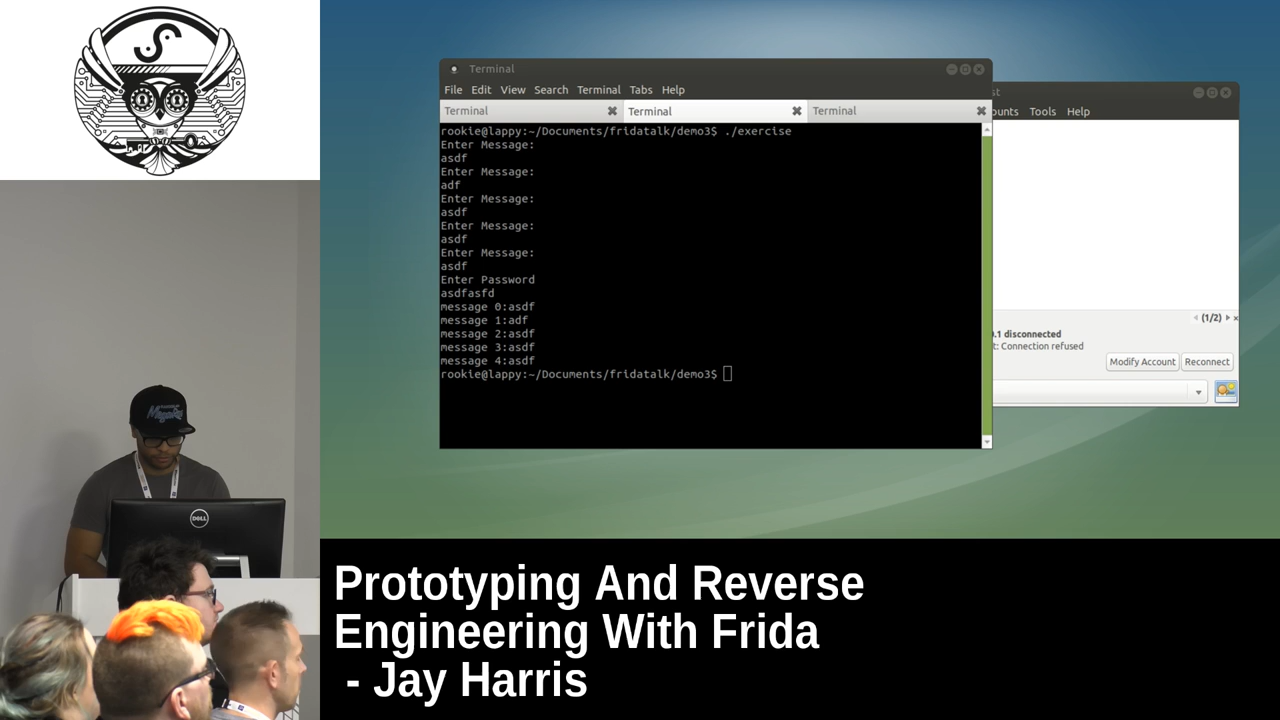 Terminal
File Edit View Search Terminal Tabs Help
Terminal Terminal Terminal
rookie@lappy:~/Documents/fridatalk/demo3$ ./exercise
Enter Message:
asdf
Enter Message:
adf
Enter Message:
asdf
Enter Message:
asdf
Enter Message:
asdf
Enter Password
asdfasfd
message 0:asdf
message 1:adf
message 2:asdf
message 3:asdf
message 4:asdf
rookie@lappy:~/Documents/fridatalk/demo3$
st
ounts Tools Help
(1/2)
.1 disconnected
t: Connection refused
Modify Account Reconnect
DELL
Prototyping And Reverse
Engineering With Frida
- Jay Harris